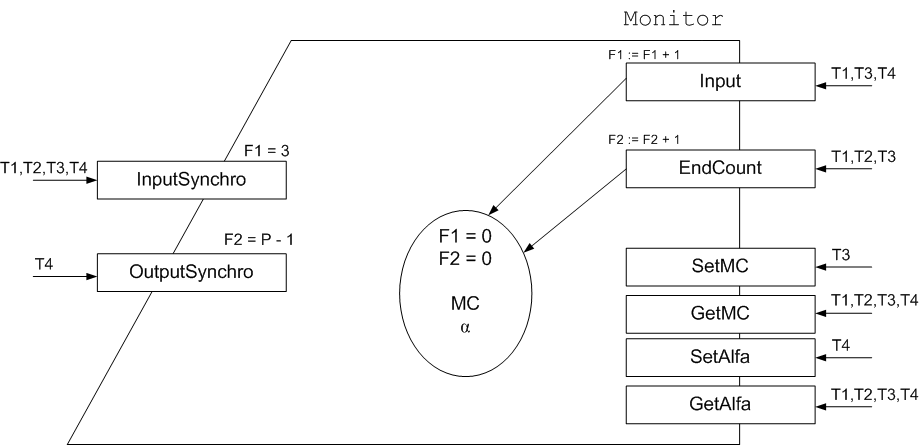 Monitor
F1 := F1 + 1
Input
T1,T3,T4
F2 := F2 + 1
EndCount
T1,T2,T3
F1 = 3
T1,T2,T3,T4
InputSynchro
F2 = P - 1
T4
OutputSynchro
F1 = 0
F2 = 0
MC
α
SetMC
T3
GetMC
T1,T2,T3,T4
SetAlfa
T4
GetAlfa
T1,T2,T3,T4